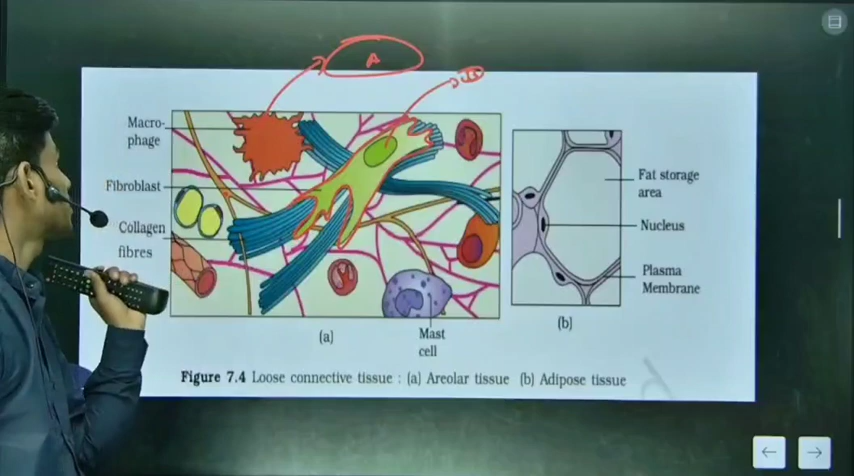 A
Macro-
phage
Fibroblast
Collagen
fibres
(a)
Mast
cell
Fat storage
area
Nucleus
Plasma
Membrane
(b)
Figure 7.4 Loose connective tissue : (a) Areolar tissue (b) Adipose tissue